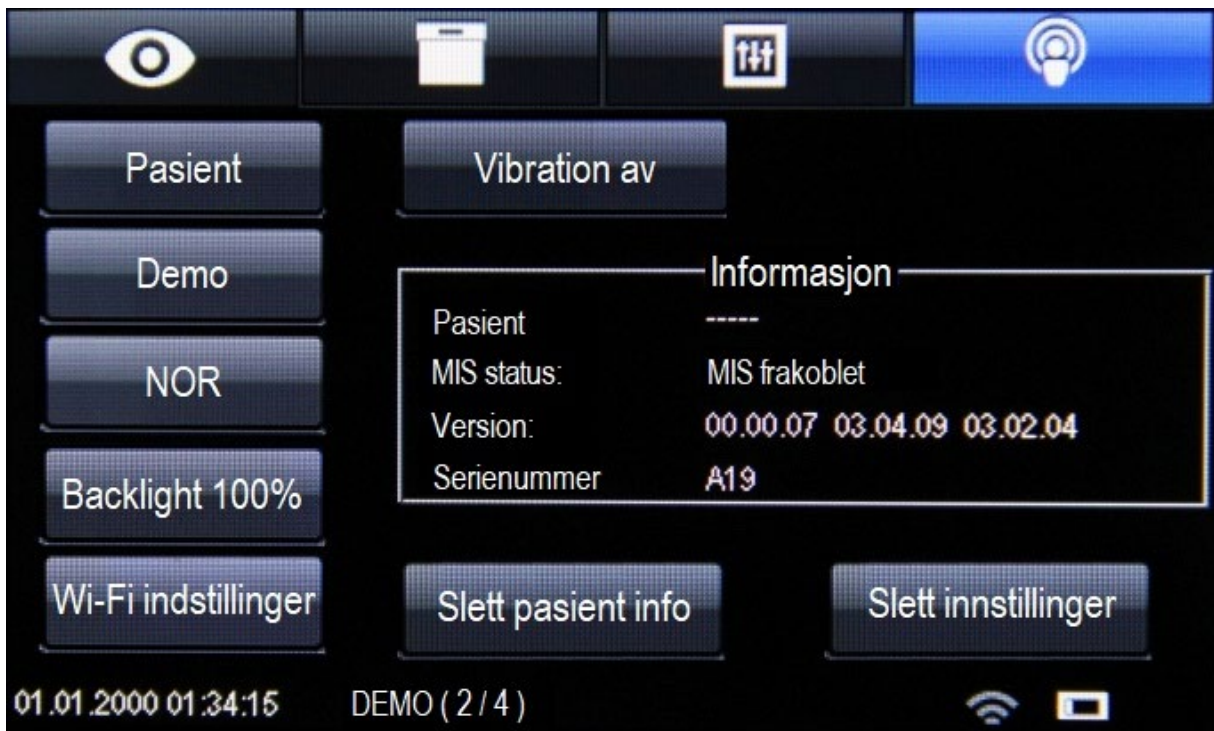 Pasient
Vibration av
Demo
Informasjon
Pasient -----
MIS status: MIS frakoblet
NOR
Version: 00.00.07 03.04.09 03.02.04
Serienummer A19
Backlight 100%
Wi-Fi indstillinger
Slett pasient info
Slett innstillinger
01.01.2000 01:34:15 DEMO ( 2 / 4 )